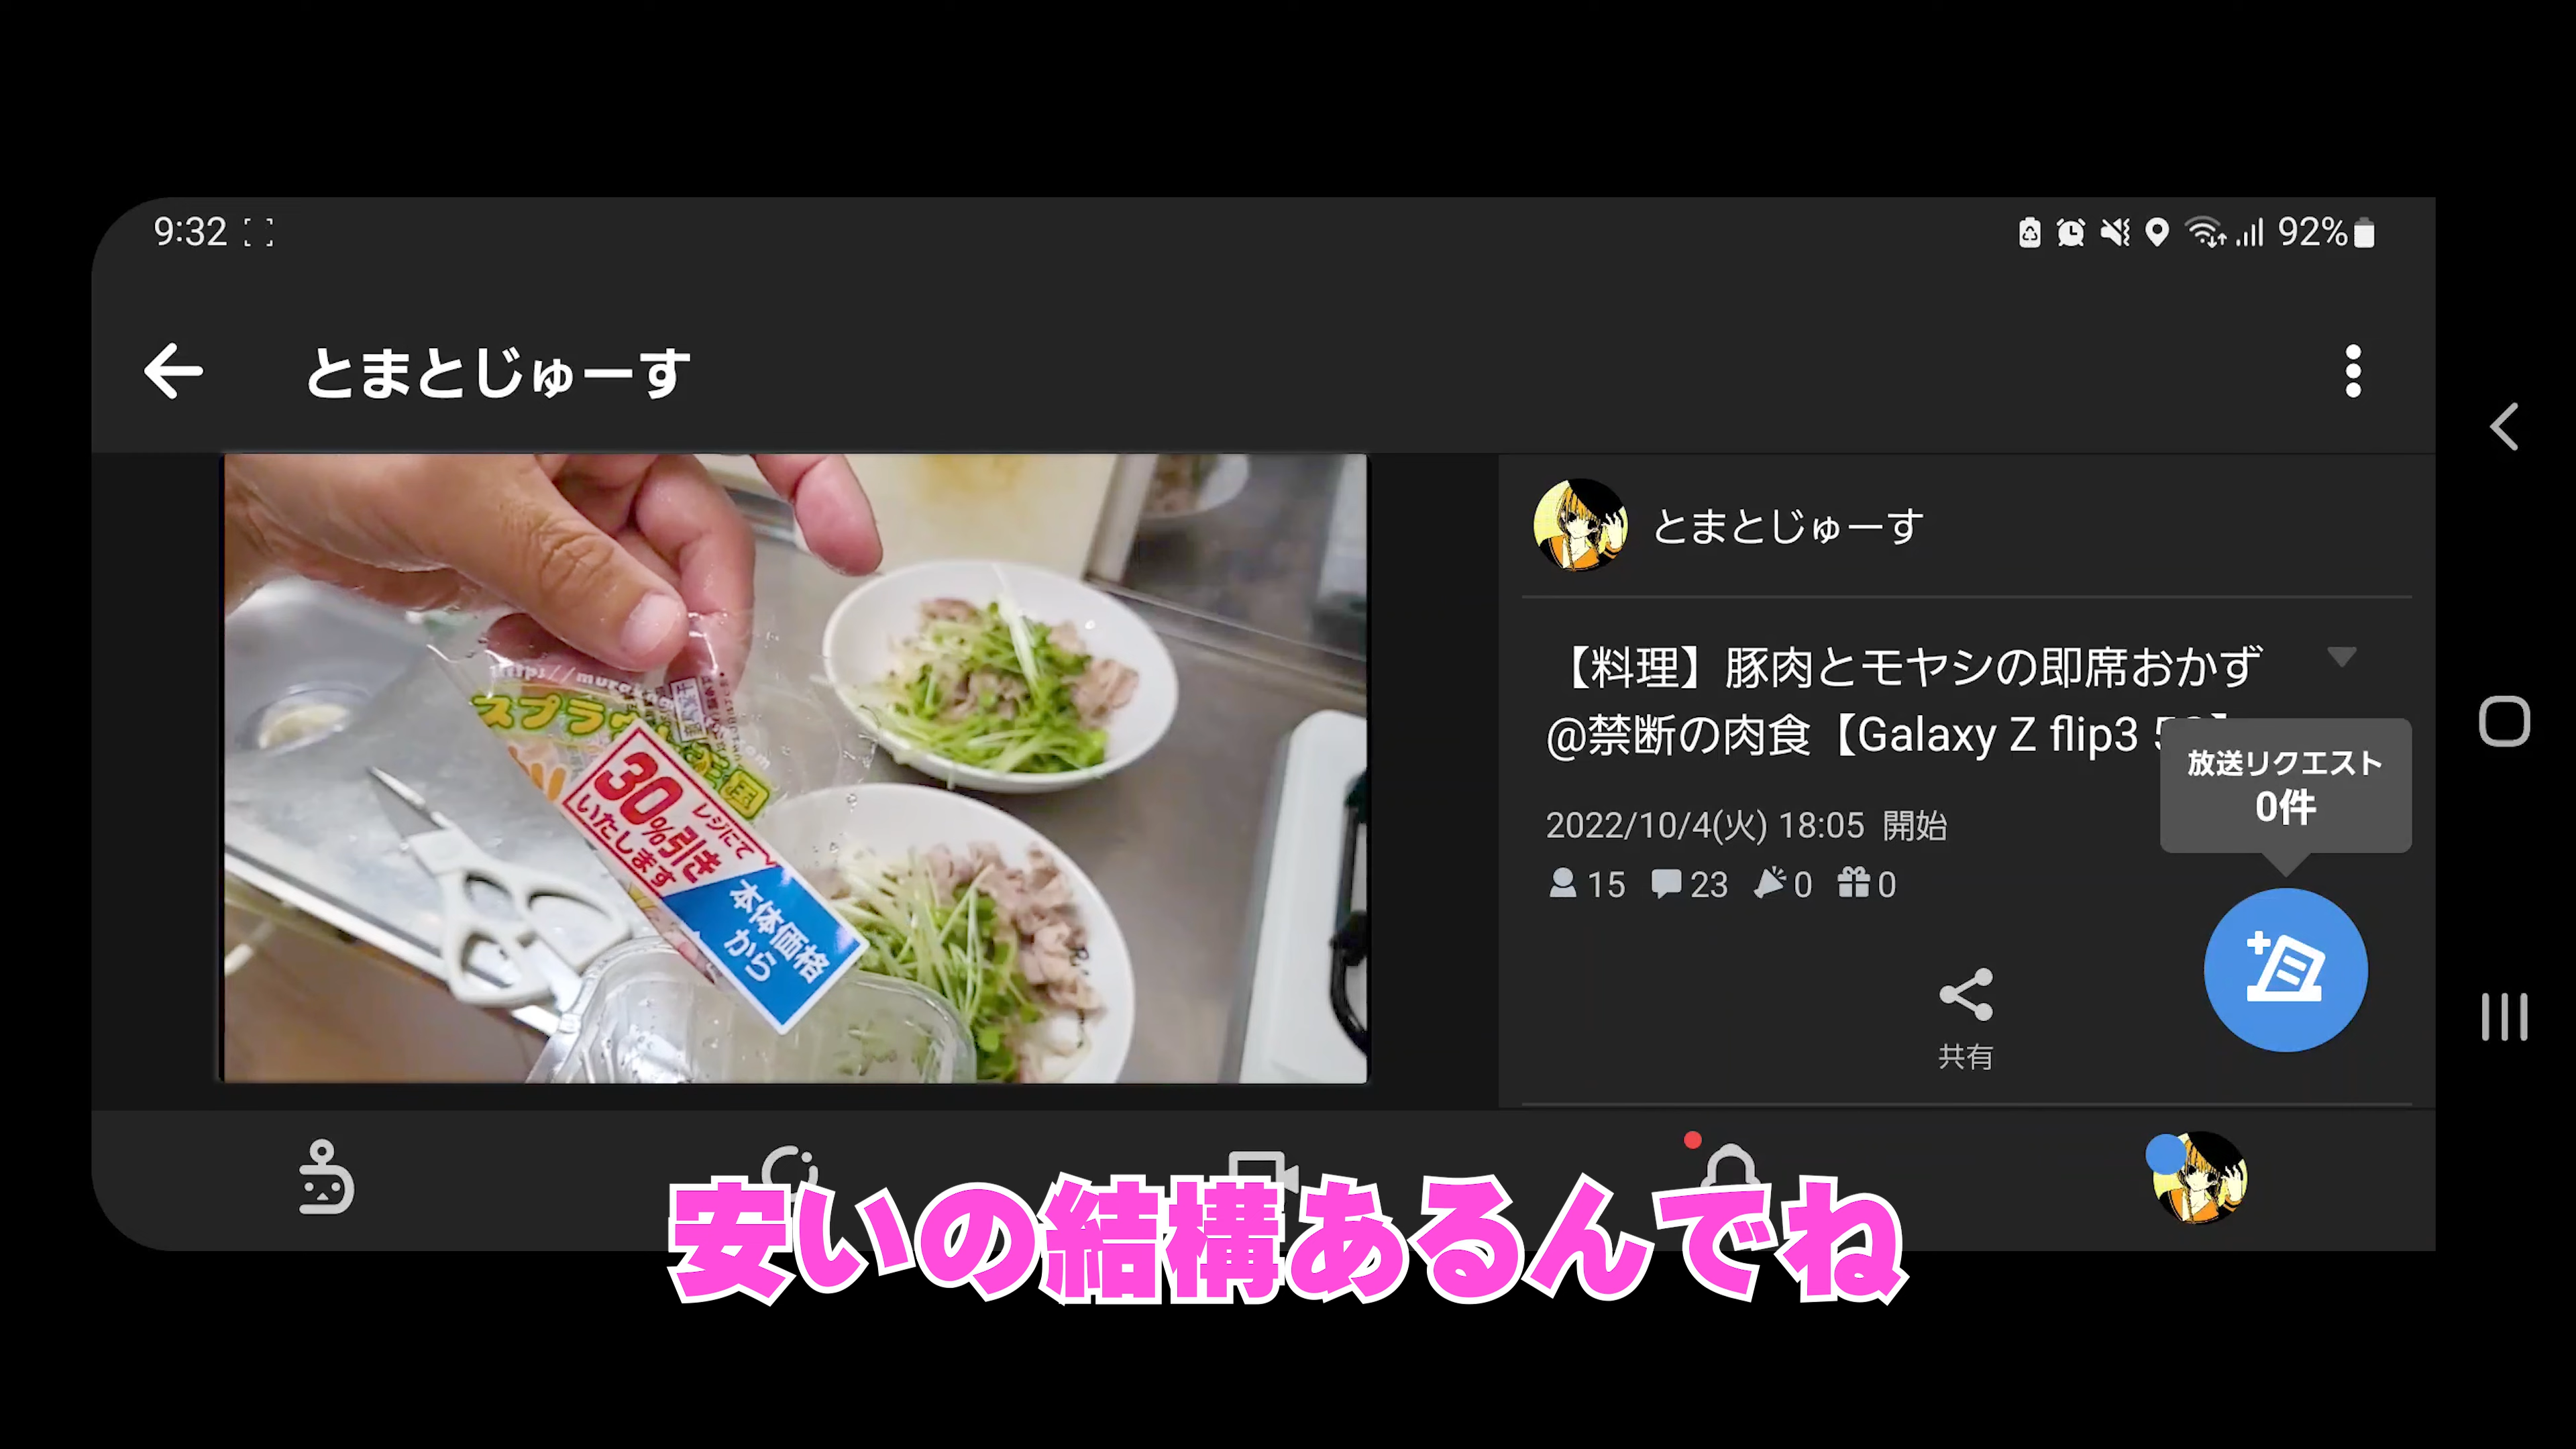 9:32
92%
とまとじゅーす
とまとじゅーす
【料理】豚肉とモヤシの即席おかず
@禁断の肉食【Galaxy Z flip3
放送リクエスト
0件
2022/10/4(火) 18:05 開始
15 23 0 0
共有
レジにて
30%引き
いたします
本体価格
から
安いの結構あるんでね